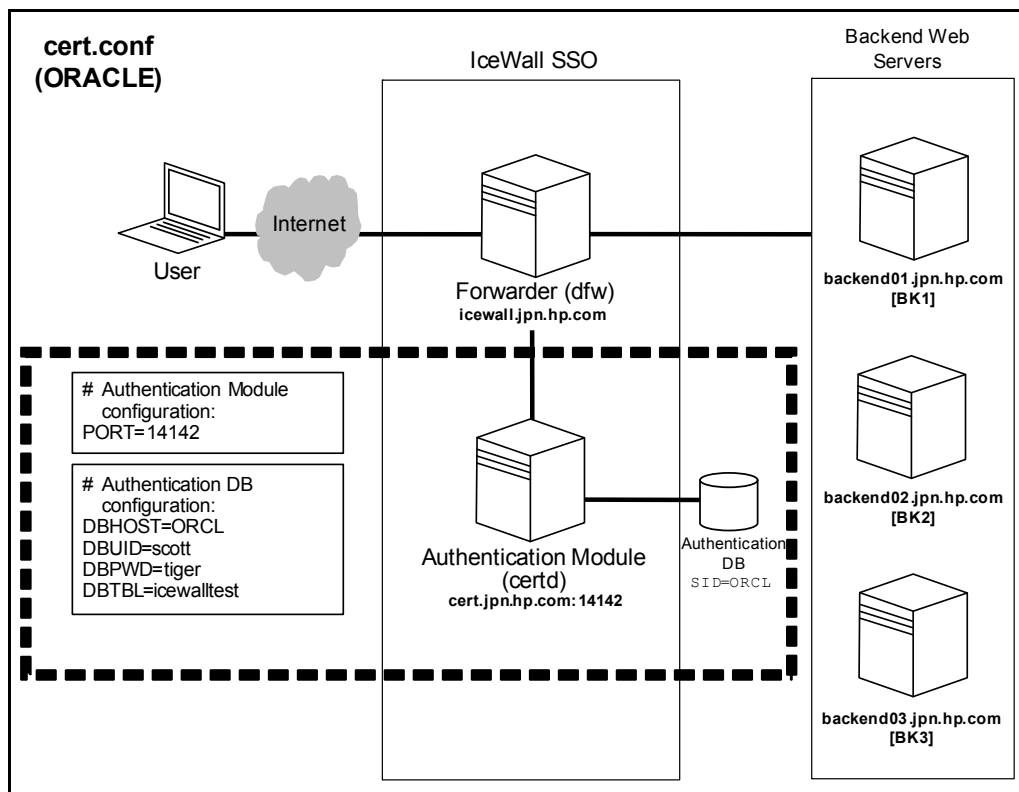 cert.conf
(ORACLE)
IceWall SSO
Backend Web
Servers
Internet
User
Forwarder (dfw)
icewall.jpn.hp.com
backend01.jpn.hp.com
[BK1]
# Authentication Module
configuration:
PORT=14142
# Authentication DB
configuration:
DBHOST=ORCL
DBUID=scott
DBPWD=tiger
DBTBL=icewalltest
Authentication Module
(certd)
cert.jpn.hp.com:14142
Authentication
DB
SID=ORCL
backend02.jpn.hp.com
[BK2]
backend03.jpn.hp.com
[BK3]